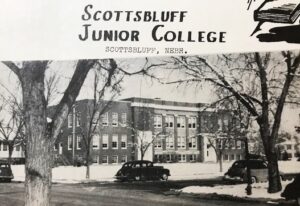 SCOTTSBLUFF
JUNIOR COLLEGE
SCOTTSBLUFF, NEBR.